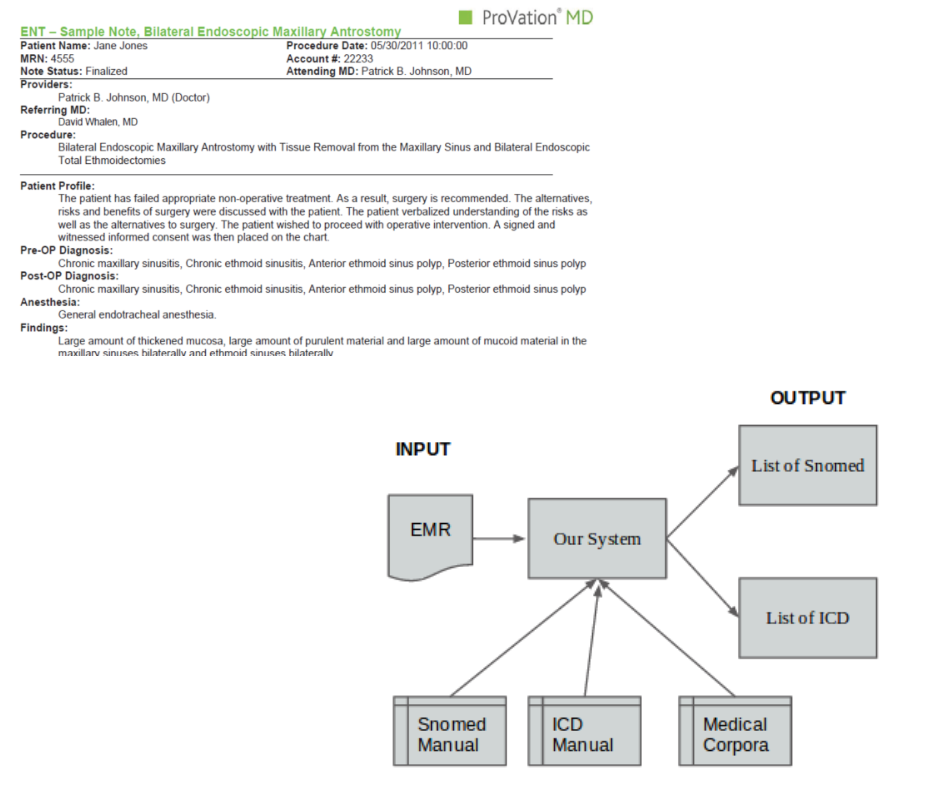 ProVation® MD
ENT – Sample Note, Bilateral Endoscopic Maxillary Antrostomy
Patient Name: Jane Jones Procedure Date: 05/30/2011 10:00:00
MRN: 4555 Account #: 22233
Note Status: Finalized Attending MD: Patrick B. Johnson, MD
Providers:
Patrick B. Johnson, MD (Doctor)
Referring MD:
David Whalen, MD
Procedure:
Bilateral Endoscopic Maxillary Antrostomy with Tissue Removal from the Maxillary Sinus and Bilateral Endoscopic
Total Ethmoidectomies
Patient Profile:
The patient has failed appropriate non-operative treatment. As a result, surgery is recommended. The alternatives,
risks and benefits of surgery were discussed with the patient. The patient verbalized understanding of the risks as
well as the alternatives to surgery. The patient wished to proceed with operative intervention. A signed and
witnessed informed consent was then placed on the chart.
Pre-OP Diagnosis:
Chronic maxillary sinusitis, Chronic ethmoid sinusitis, Anterior ethmoid sinus polyp, Posterior ethmoid sinus polyp
Post-OP Diagnosis:
Chronic maxillary sinusitis, Chronic ethmoid sinusitis, Anterior ethmoid sinus polyp, Posterior ethmoid sinus polyp
Anesthesia:
General endotracheal anesthesia.
Findings:
Large amount of thickened mucosa, large amount of purulent material and large amount of mucoid material in the
maxillary sinuses bilaterally and ethmoid sinuses bilaterally
OUTPUT
INPUT
List of Snomed
EMR
Our System
List of ICD
Snomed
Manual
ICD
Manual
Medical
Corpora